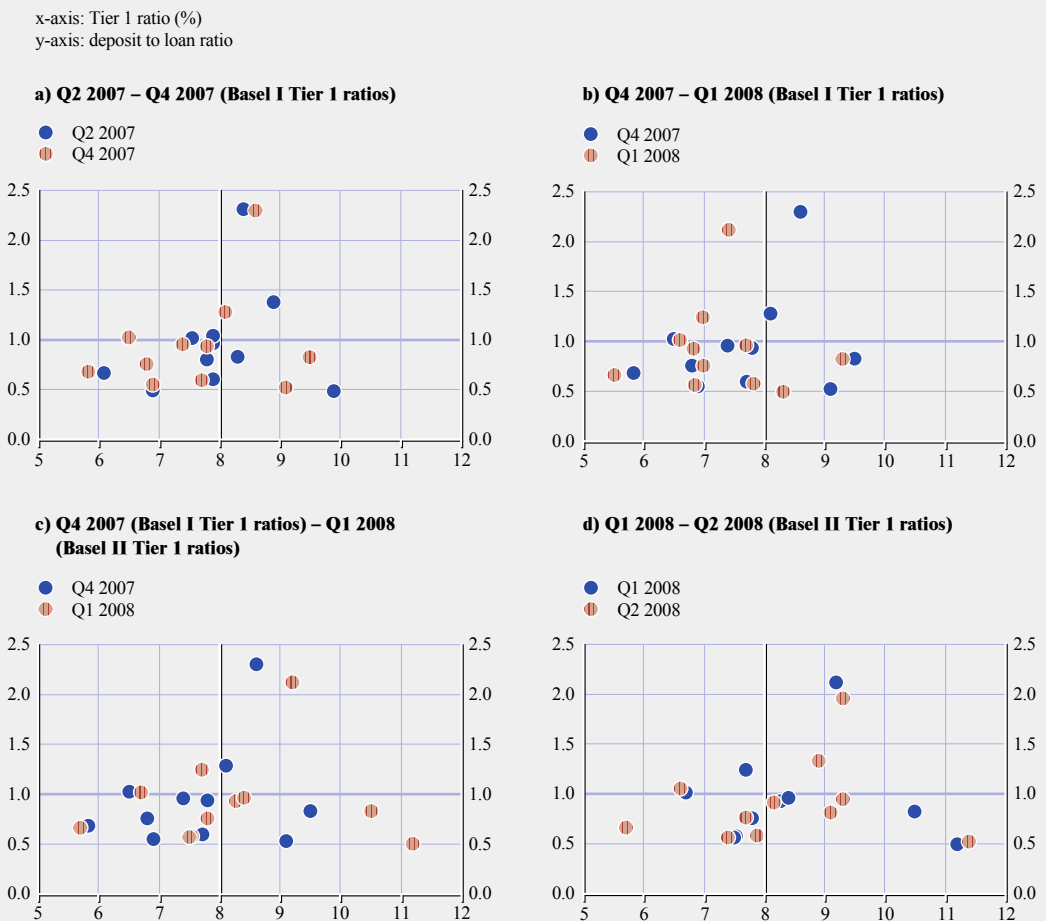 x-axis: Tier 1 ratio (%)
y-axis: deposit to loan ratio
a) Q2 2007 – Q4 2007 (Basel I Tier 1 ratios)
Q2 2007
Q4 2007
2.5 2.5
2.0 2.0
1.5 1.5
1.0 1.0
0.5 0.5
0.0 0.0
5 6 7 8 9 10 11 12
b) Q4 2007 – Q1 2008 (Basel I Tier 1 ratios)
Q4 2007
Q1 2008
2.5 2.5
2.0 2.0
1.5 1.5
1.0 1.0
0.5 0.5
0.0 0.0
5 6 7 8 9 10 11 12
c) Q4 2007 (Basel I Tier 1 ratios) – Q1 2008
(Basel II Tier 1 ratios)
Q4 2007
Q1 2008
2.5 2.5
2.0 2.0
1.5 1.5
1.0 1.0
0.5 0.5
0.0 0.0
5 6 7 8 9 10 11 12
d) Q1 2008 – Q2 2008 (Basel II Tier 1 ratios)
Q1 2008
Q2 2008
2.5 2.5
2.0 2.0
1.5 1.5
1.0 1.0
0.5 0.5
0.0 0.0
5 6 7 8 9 10 11 12